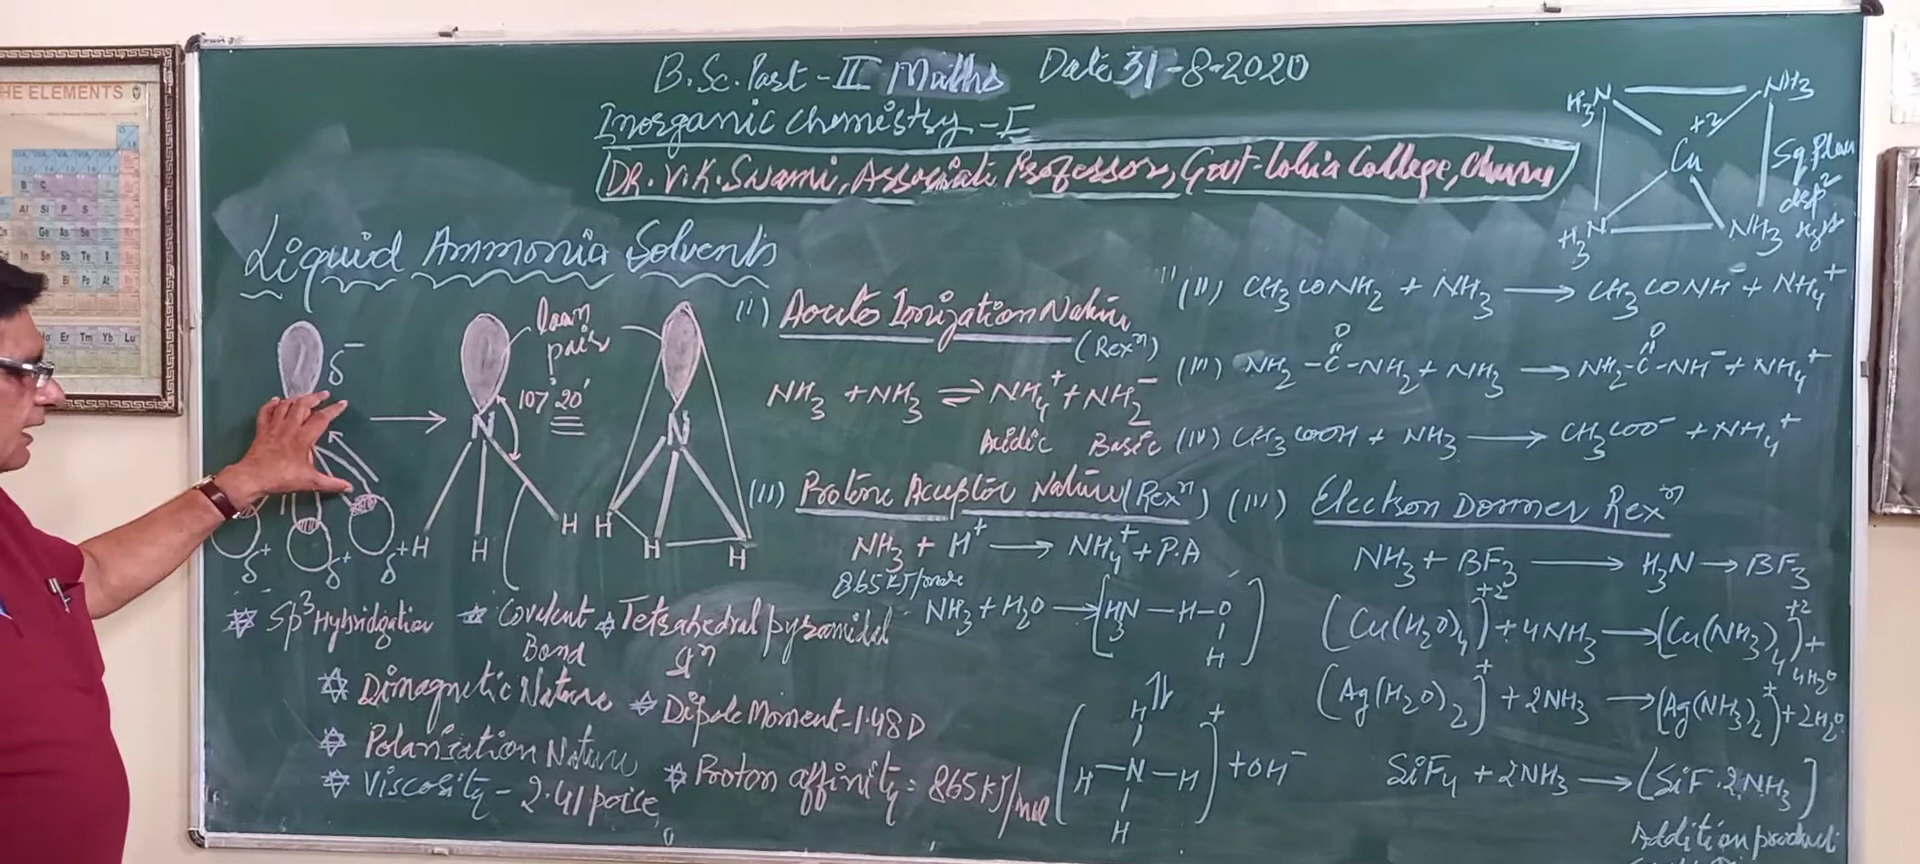 B.Sc. Part - II Maths Date 31-8-2020
Inorganic chemistry - I
DR. V.K. Swami, Associate Professor, Govt. Lohia College, Churu
HE ELEMENTS
Liquid Ammonia Solvents
δ⁻
107° 20'
pair
N
N
H H H
H H H
δ⁺ δ⁺ δ⁺
Sp³ Hybridization
Covalent Bond
Tetrahedral pyramidal
Dimagnetic Nature
Dipole Moment - 1.48 D
Polarization Nature
Proton affinity = 865 KJ/mol
Viscosity - 2.41 poise
(i) Aouto Ionization Nature
(Rexⁿ)
NH₃ + NH₃ ⇌ NH₄⁺ + NH₂⁻
Acidic Basic
(ii) Protone Acceptor Nature (Rexⁿ)
NH₃ + H⁺ → NH₄⁺ + P.A
865 KJ/mole
NH₃ + H₂O → [H₃N – H – O
H ]
⇅
[ H
H – N – H
H ]⁺ + OH⁻
H₃N NH₃
+2
Cu
H₃N NH₃
Sq. Plan
dsp²
(ii) CH₃CONH₂ + NH₃ → CH₃CONH⁻ + NH₄⁺
O O
(iii) NH₂ – C – NH₂ + NH₃ → NH₂ – C – NH⁻ + NH₄⁺
(iv) CH₃COOH + NH₃ → CH₃COO⁻ + NH₄⁺
(iii) Electron Donner Rexⁿ
NH₃ + BF₃ → H₃N → BF₃
(Cu(H₂O)₄)⁺² + 4NH₃ → (Cu(NH₃)₄)⁺² +
4H₂O
(Ag(H₂O)₂)⁺ + 2NH₃ → (Ag(NH₃)₂)⁺ + 2H₂O
SiF₄ + 2NH₃ → (SiF.2NH₃)
Addition product